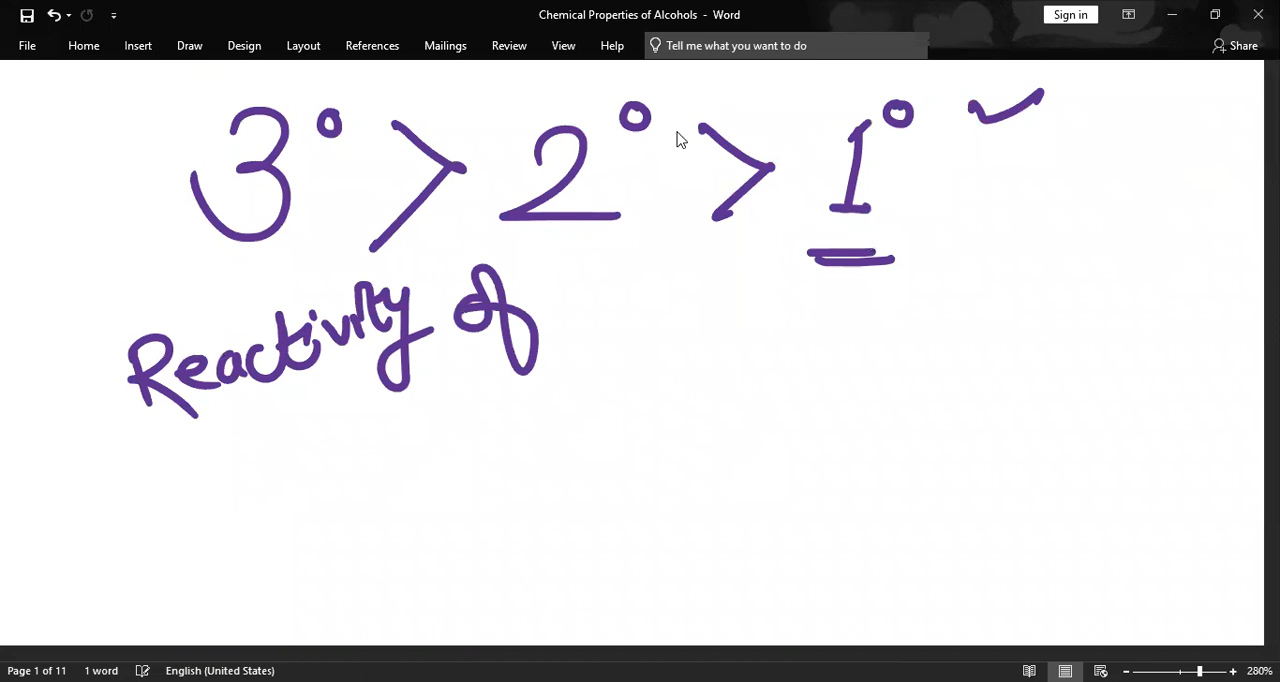 Chemical Properties of Alcohols - Word
Sign in
File Home Insert Draw Design Layout References Mailings Review View Help Tell me what you want to do Share
3° > 2° > 1° ✓
Reactivity of
Page 1 of 11 1 word English (United States) 280%